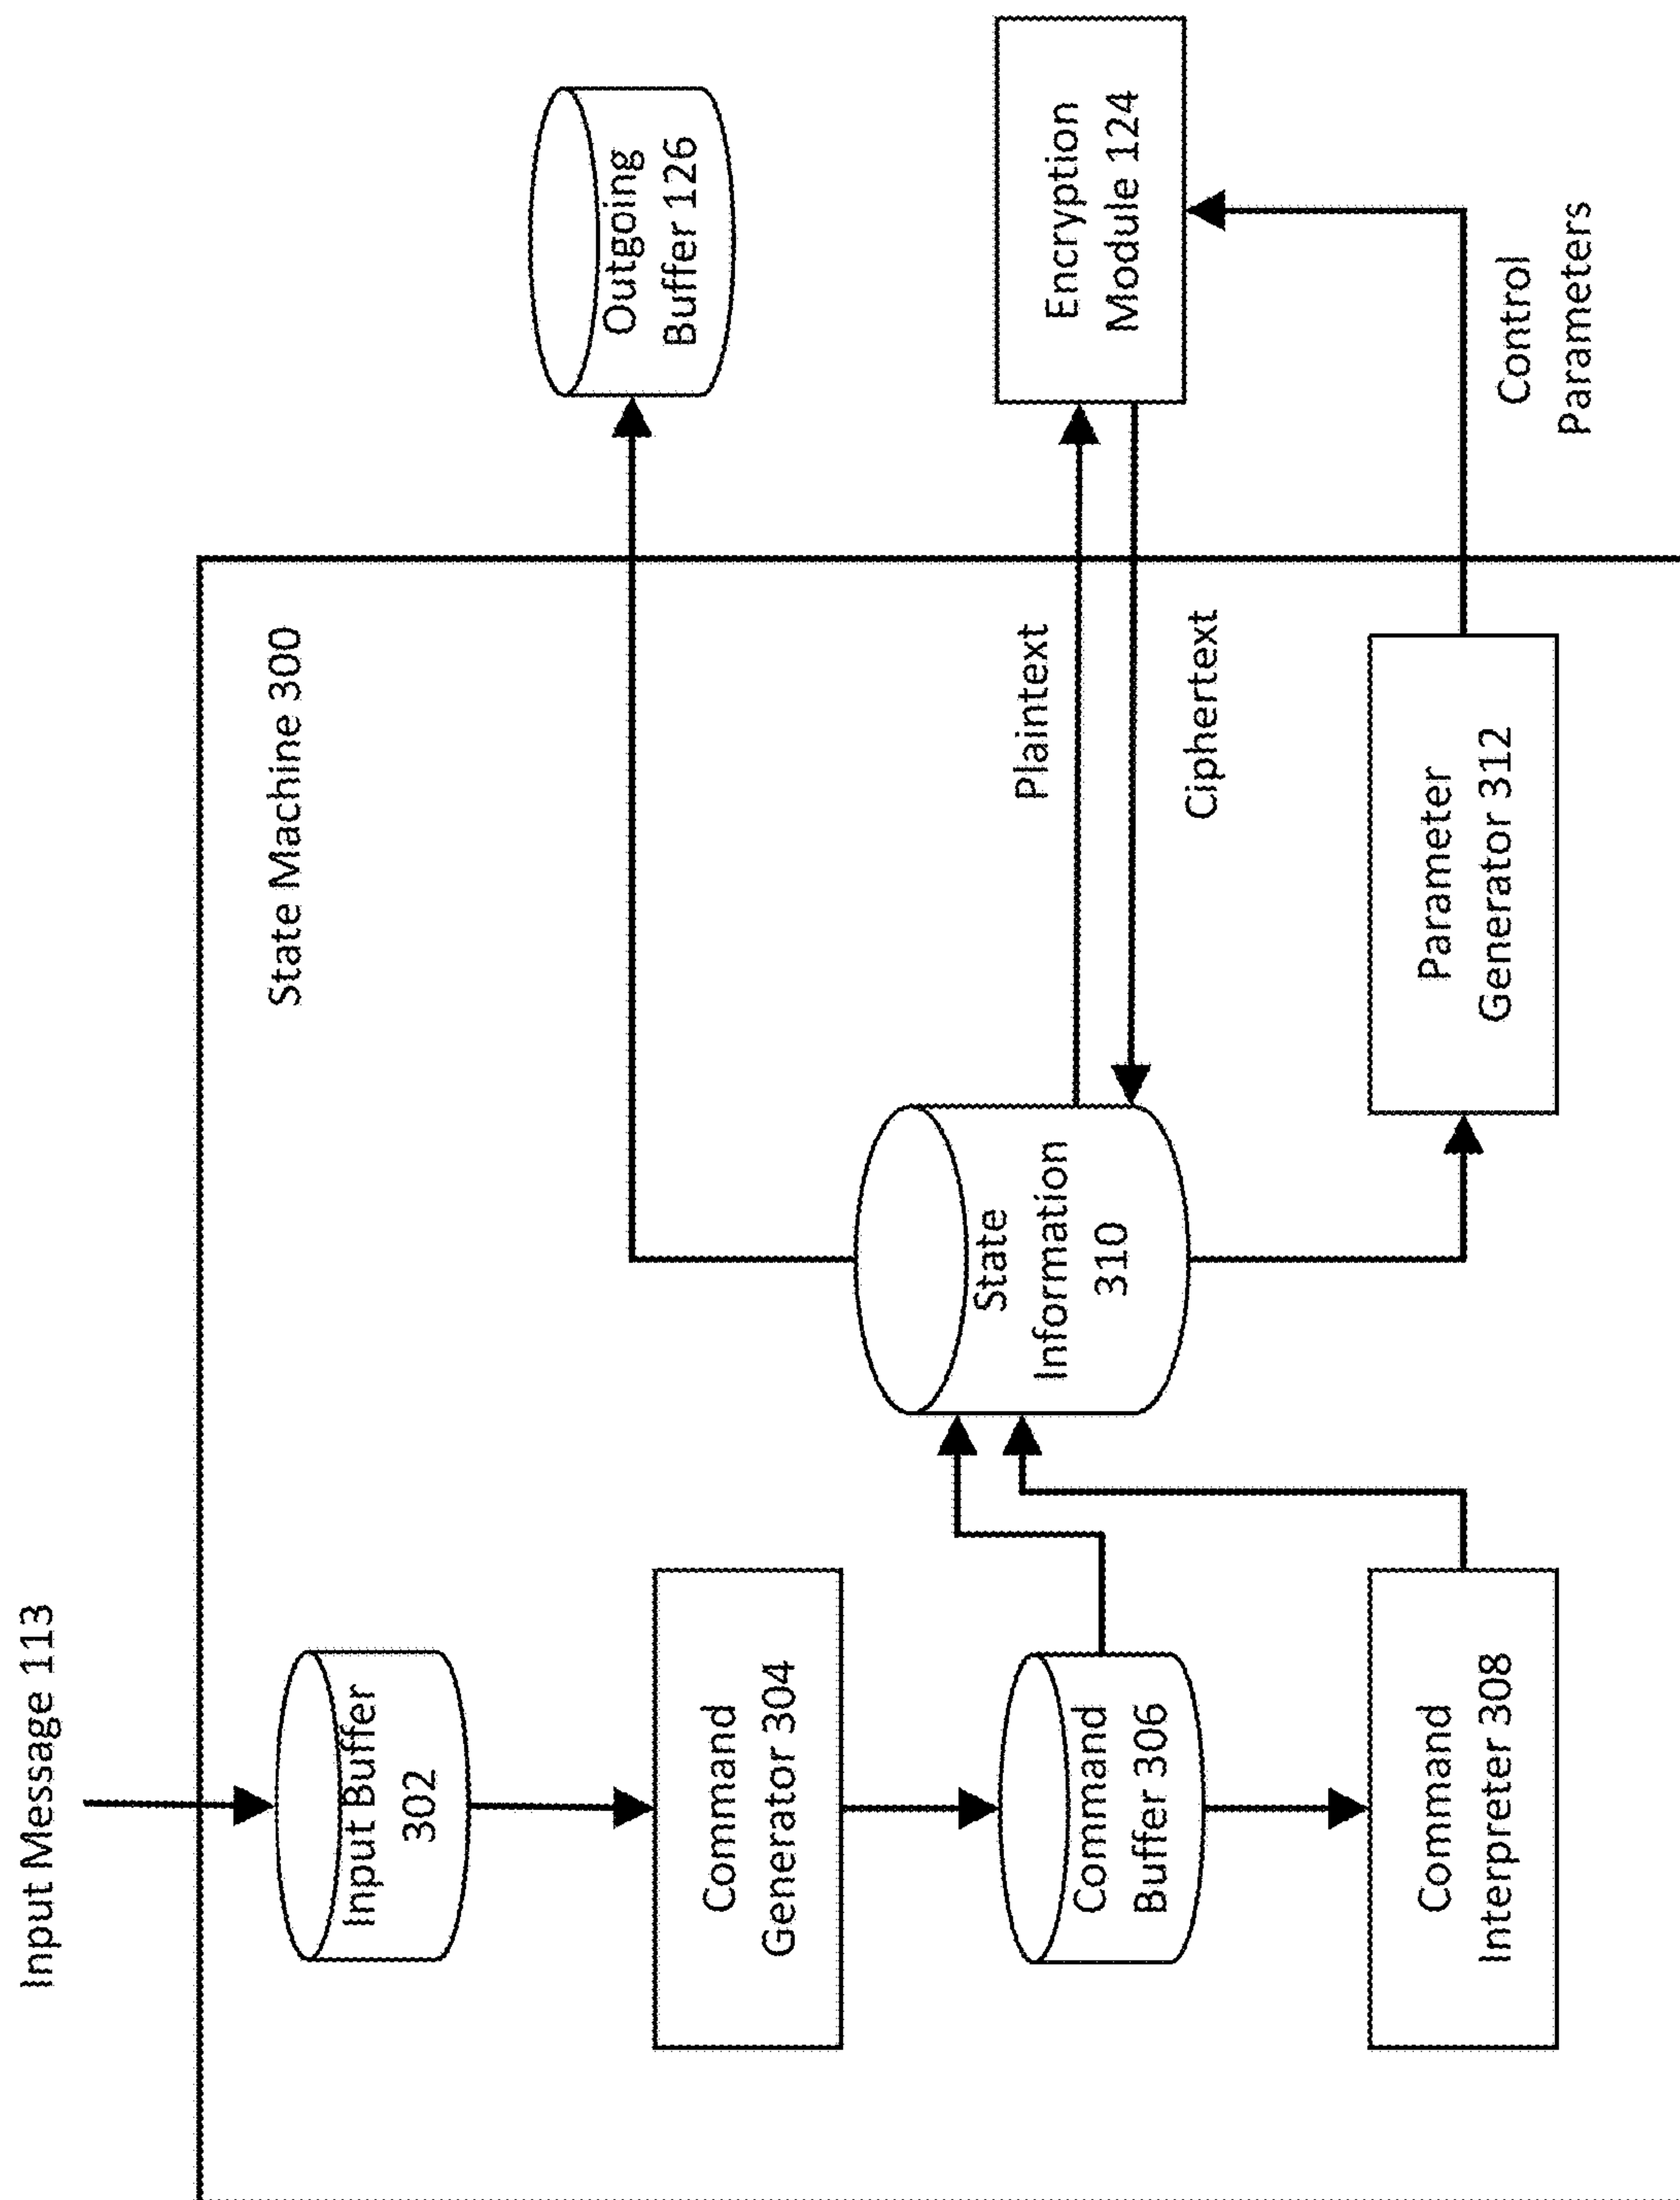 Input Message 113
State Machine 300
Input Buffer
302
Command
Generator 304
Command
Buffer 306
Command
Interpreter 308
State
Information
310
Outgoing
Buffer 126
Plaintext
Ciphertext
Encryption
Module 124
Parameter
Generator 312
Control
Parameters